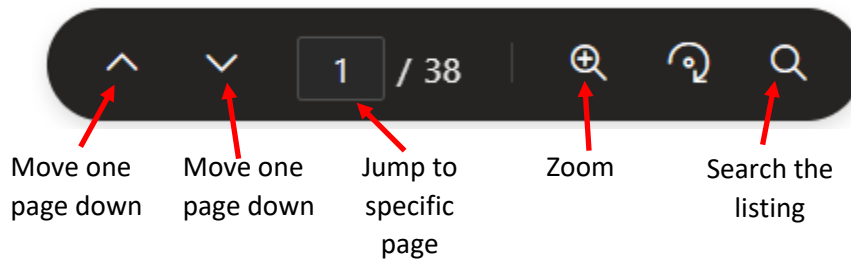 1 / 38
Move one
page down
Move one
page down
Jump to
specific
page
Zoom
Search the
listing